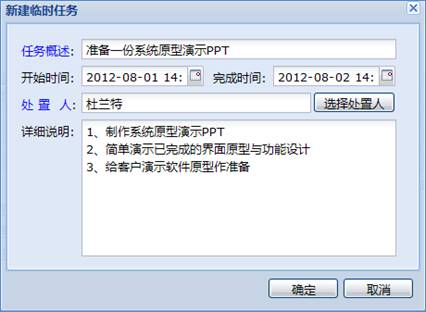 新建临时任务
任务概述: 准备一份系统原型演示PPT
开始时间: 2012-08-01 14: 完成时间: 2012-08-02 14:
处 置 人: 杜兰特 选择处置人
详细说明: 1、制作系统原型演示PPT
2、简单演示已完成的界面原型与功能设计
3、给客户演示软件原型作准备
确定 取消